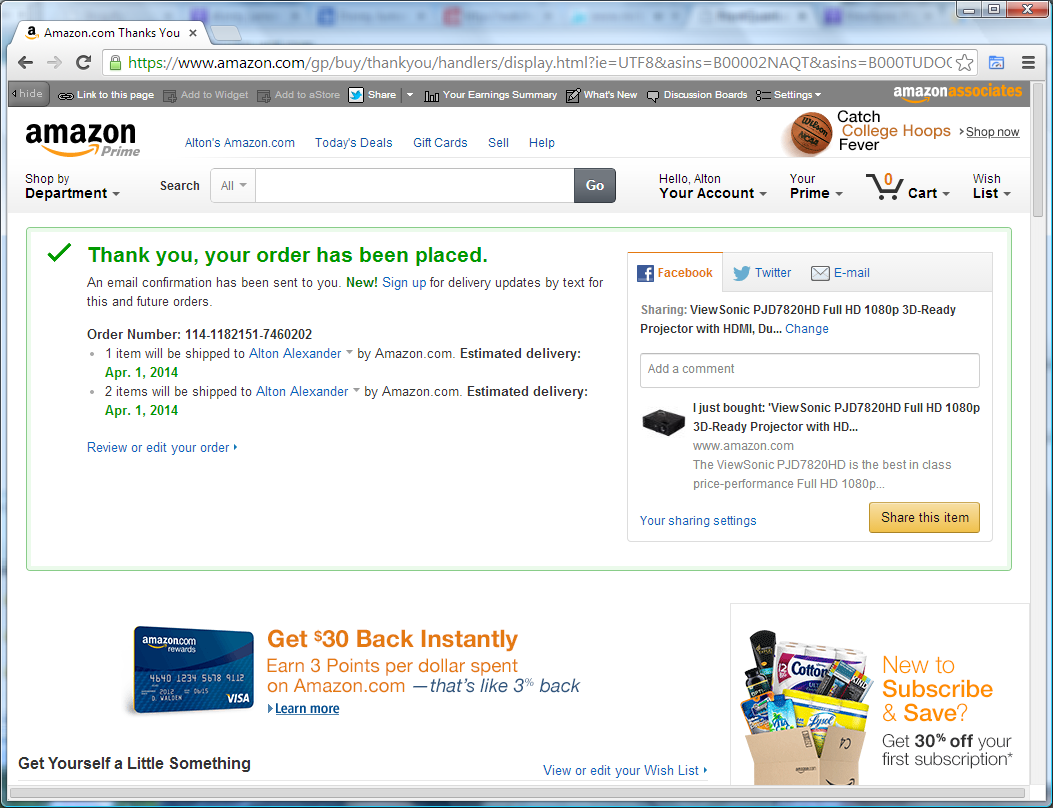 Amazon.com Thanks You
https://www.amazon.com/gp/buy/thankyou/handlers/display.html?ie=UTF8&asins=B00002NAQT&asins=B000TUDO
hide
Link to this page
Add to Widget
Add to aStore
Share
Your Earnings Summary
What's New
Discussion Boards
Settings
amazonassociates
amazon
Prime
Alton's Amazon.com
Today's Deals
Gift Cards
Sell
Help
Catch
College Hoops
Fever
Shop now
Shop by
Department
Search
All
Go
Hello, Alton
Your Account
Your
Prime
0
Cart
Wish
List
Thank you, your order has been placed.
An email confirmation has been sent to you. New! Sign up for delivery updates by text for
this and future orders.
Order Number: 114-1182151-7460202
1 item will be shipped to Alton Alexander by Amazon.com. Estimated delivery:
Apr. 1, 2014
2 items will be shipped to Alton Alexander by Amazon.com. Estimated delivery:
Apr. 1, 2014
Review or edit your order
Facebook
Twitter
E-mail
Sharing: ViewSonic PJD7820HD Full HD 1080p 3D-Ready
Projector with HDMI, Du... Change
Add a comment
I just bought: 'ViewSonic PJD7820HD Full HD 1080p
3D-Ready Projector with HD...
www.amazon.com
The ViewSonic PJD7820HD is the best in class
price-performance Full HD 1080p...
Your sharing settings
Share this item
amazon.com
rewards
4640 1234 5678 9112
2012 06/15
D. WALDEN
VISA
Get $30 Back Instantly
Earn 3 Points per dollar spent
on Amazon.com —that's like 3% back
Learn more
Cotton
Lysol
New to
Subscribe
& Save?
Get 30% off your
first subscription*
Get Yourself a Little Something
View or edit your Wish List